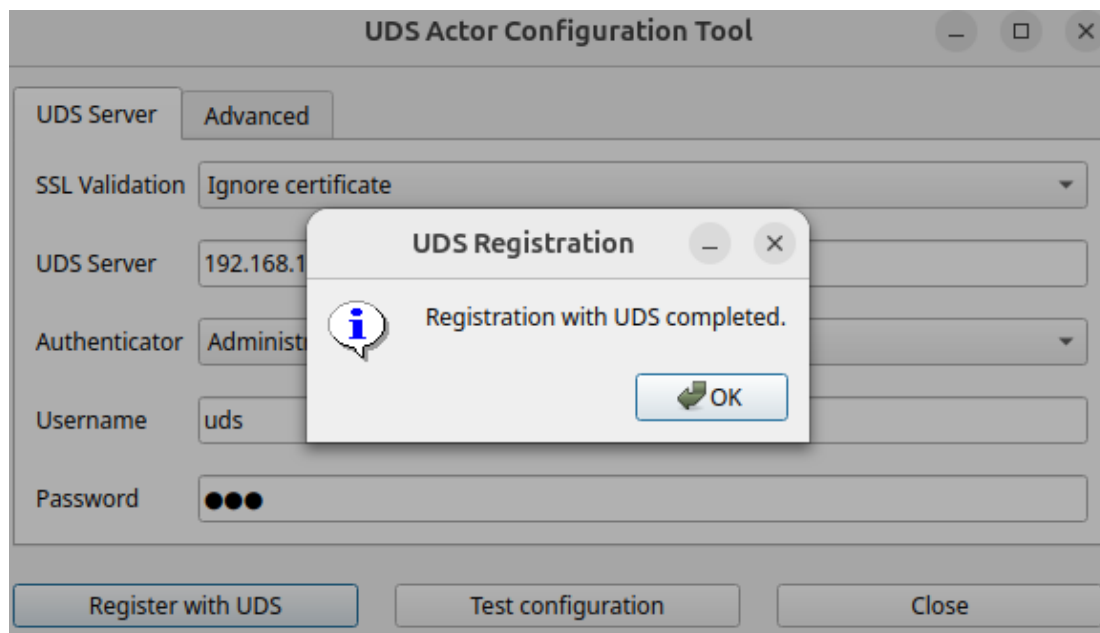 UDS Actor Configuration Tool
UDS Server
Advanced
SSL Validation
Ignore certificate
UDS Registration
UDS Server
192.168.1
Registration with UDS completed.
Authenticator
OK
Username
uds
Password
Register with UDS
Test configuration
Close